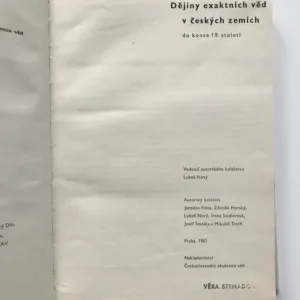 Dějiny exaktních věd
v českých zemích
do konce 19. století
Vedoucí autorského kolektivu
Luboš Nový
Autorský kolektiv
Jaroslav Folta, Zdeněk Horský,
Luboš Nový, Irena Seidlerová,
Josef Smolka a Mikuláš Teich
Praha, 1961
Nakladatelství
Československé akademie věd
VĚRA STRNADO
věd